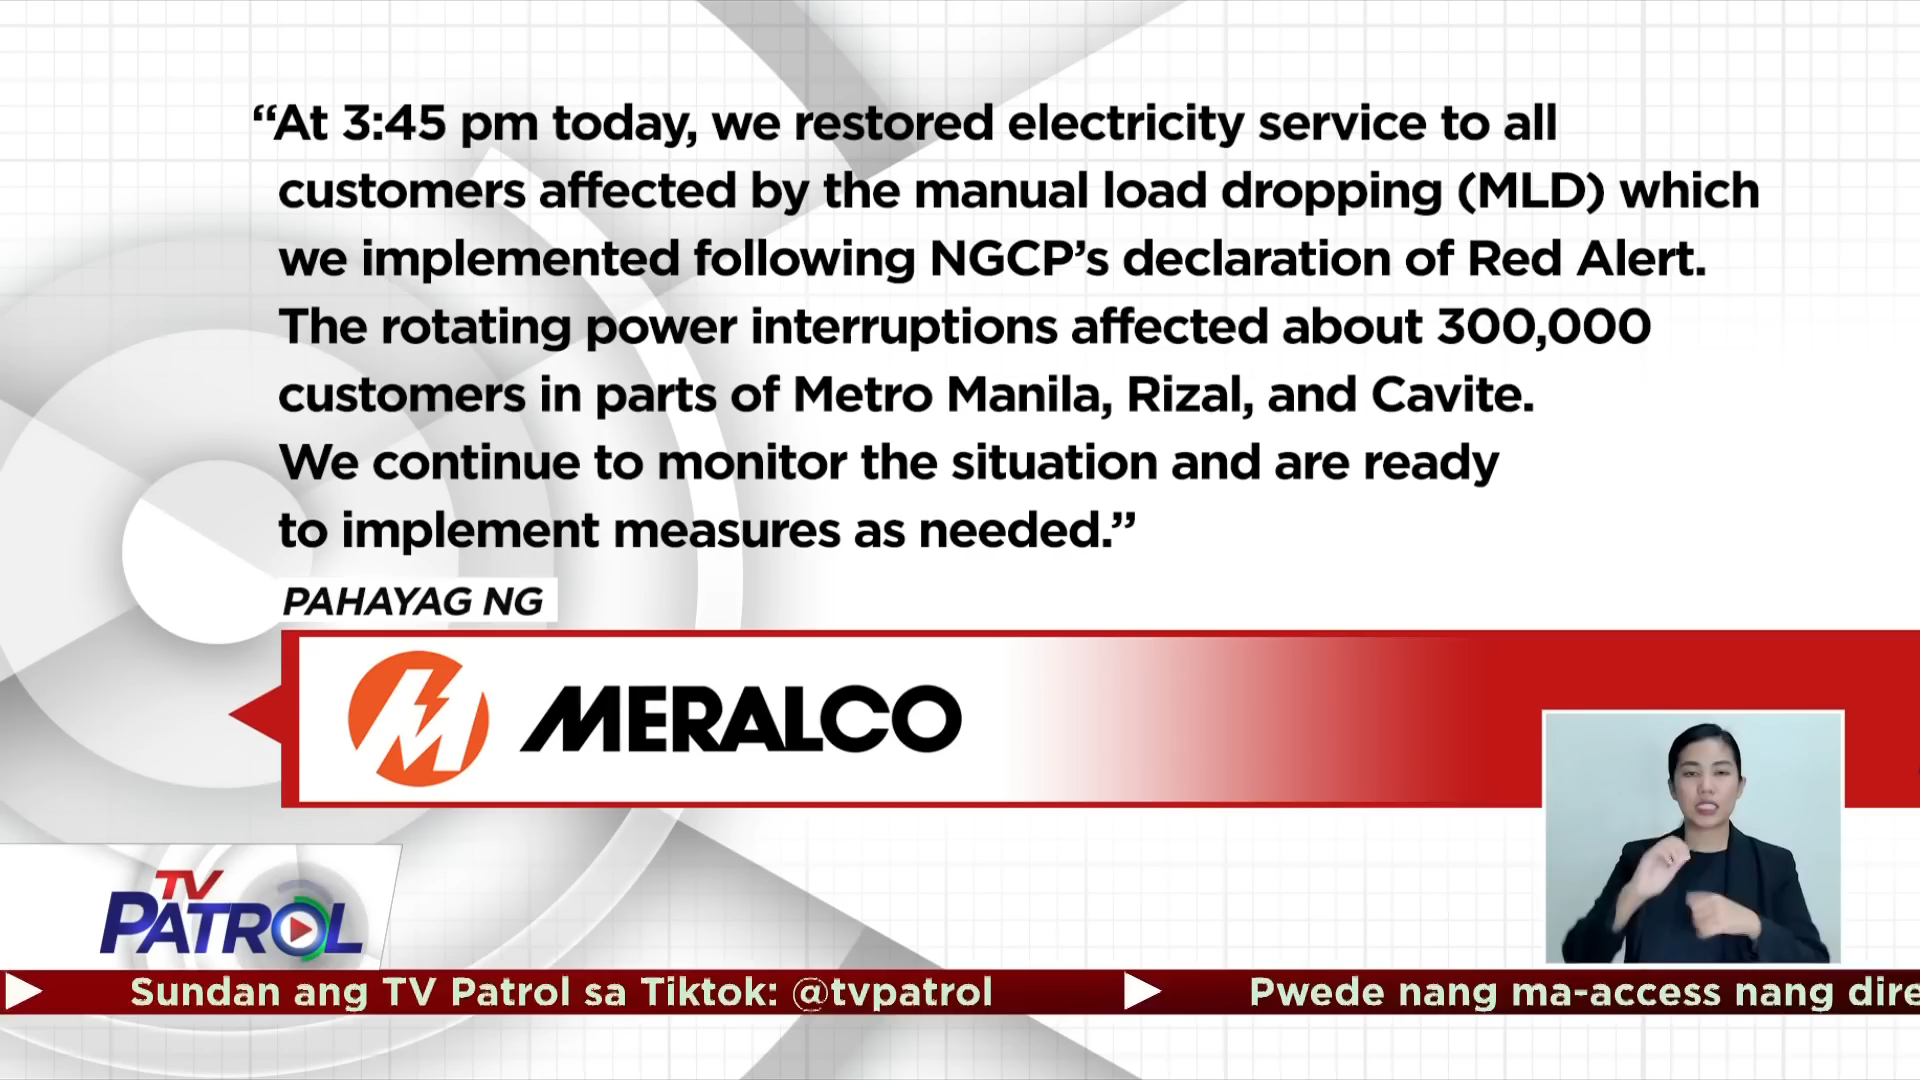 “At 3:45 pm today, we restored electricity service to all
customers affected by the manual load dropping (MLD) which
we implemented following NGCP’s declaration of Red Alert.
The rotating power interruptions affected about 300,000
customers in parts of Metro Manila, Rizal, and Cavite.
We continue to monitor the situation and are ready
to implement measures as needed.”
PAHAYAG NG
MERALCO
TV
PATROL
Sundan ang TV Patrol sa Tiktok: @tvpatrol
Pwede nang ma-access nang dire